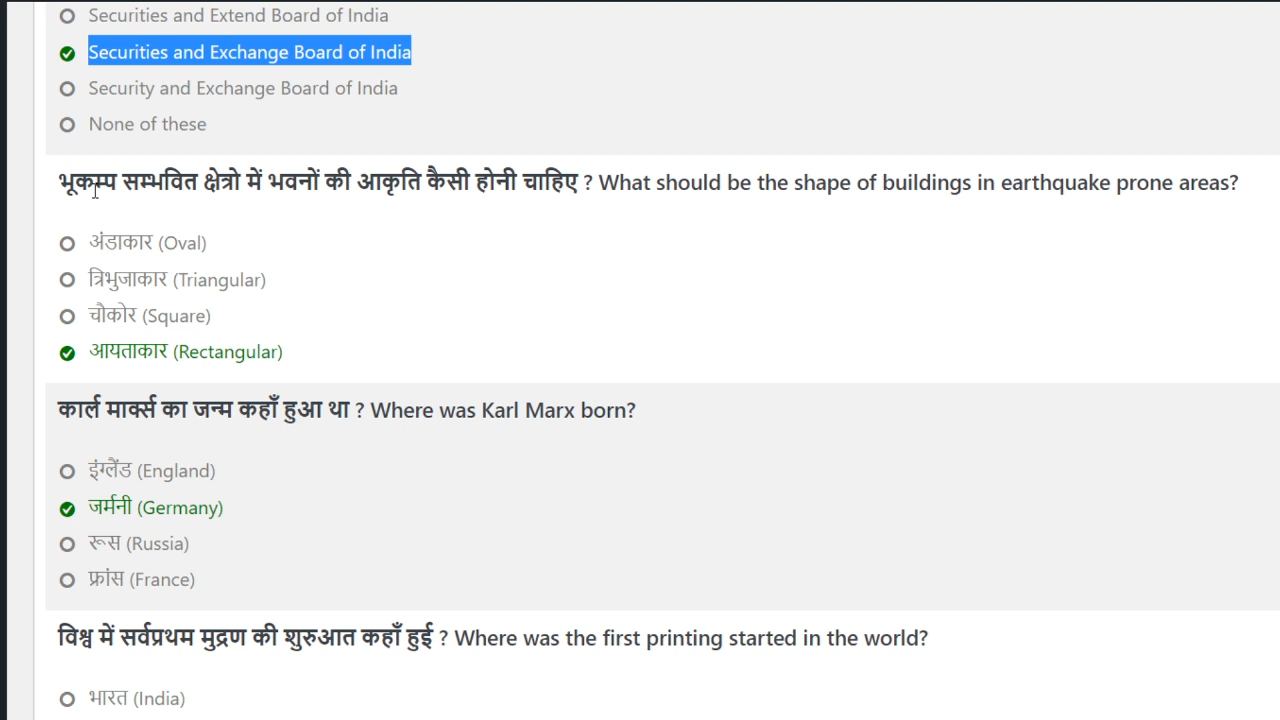 Securities and Extend Board of India
Securities and Exchange Board of India
Security and Exchange Board of India
None of these
भूकम्प सम्भवित क्षेत्रो में भवनों की आकृति कैसी होनी चाहिए ? What should be the shape of buildings in earthquake prone areas?
अंडाकार (Oval)
त्रिभुजाकार (Triangular)
चौकोर (Square)
आयताकार (Rectangular)
कार्ल मार्क्स का जन्म कहाँ हुआ था ? Where was Karl Marx born?
इंग्लैंड (England)
जर्मनी (Germany)
रूस (Russia)
फ्रांस (France)
विश्व में सर्वप्रथम मुद्रण की शुरुआत कहाँ हुई ? Where was the first printing started in the world?
भारत (India)